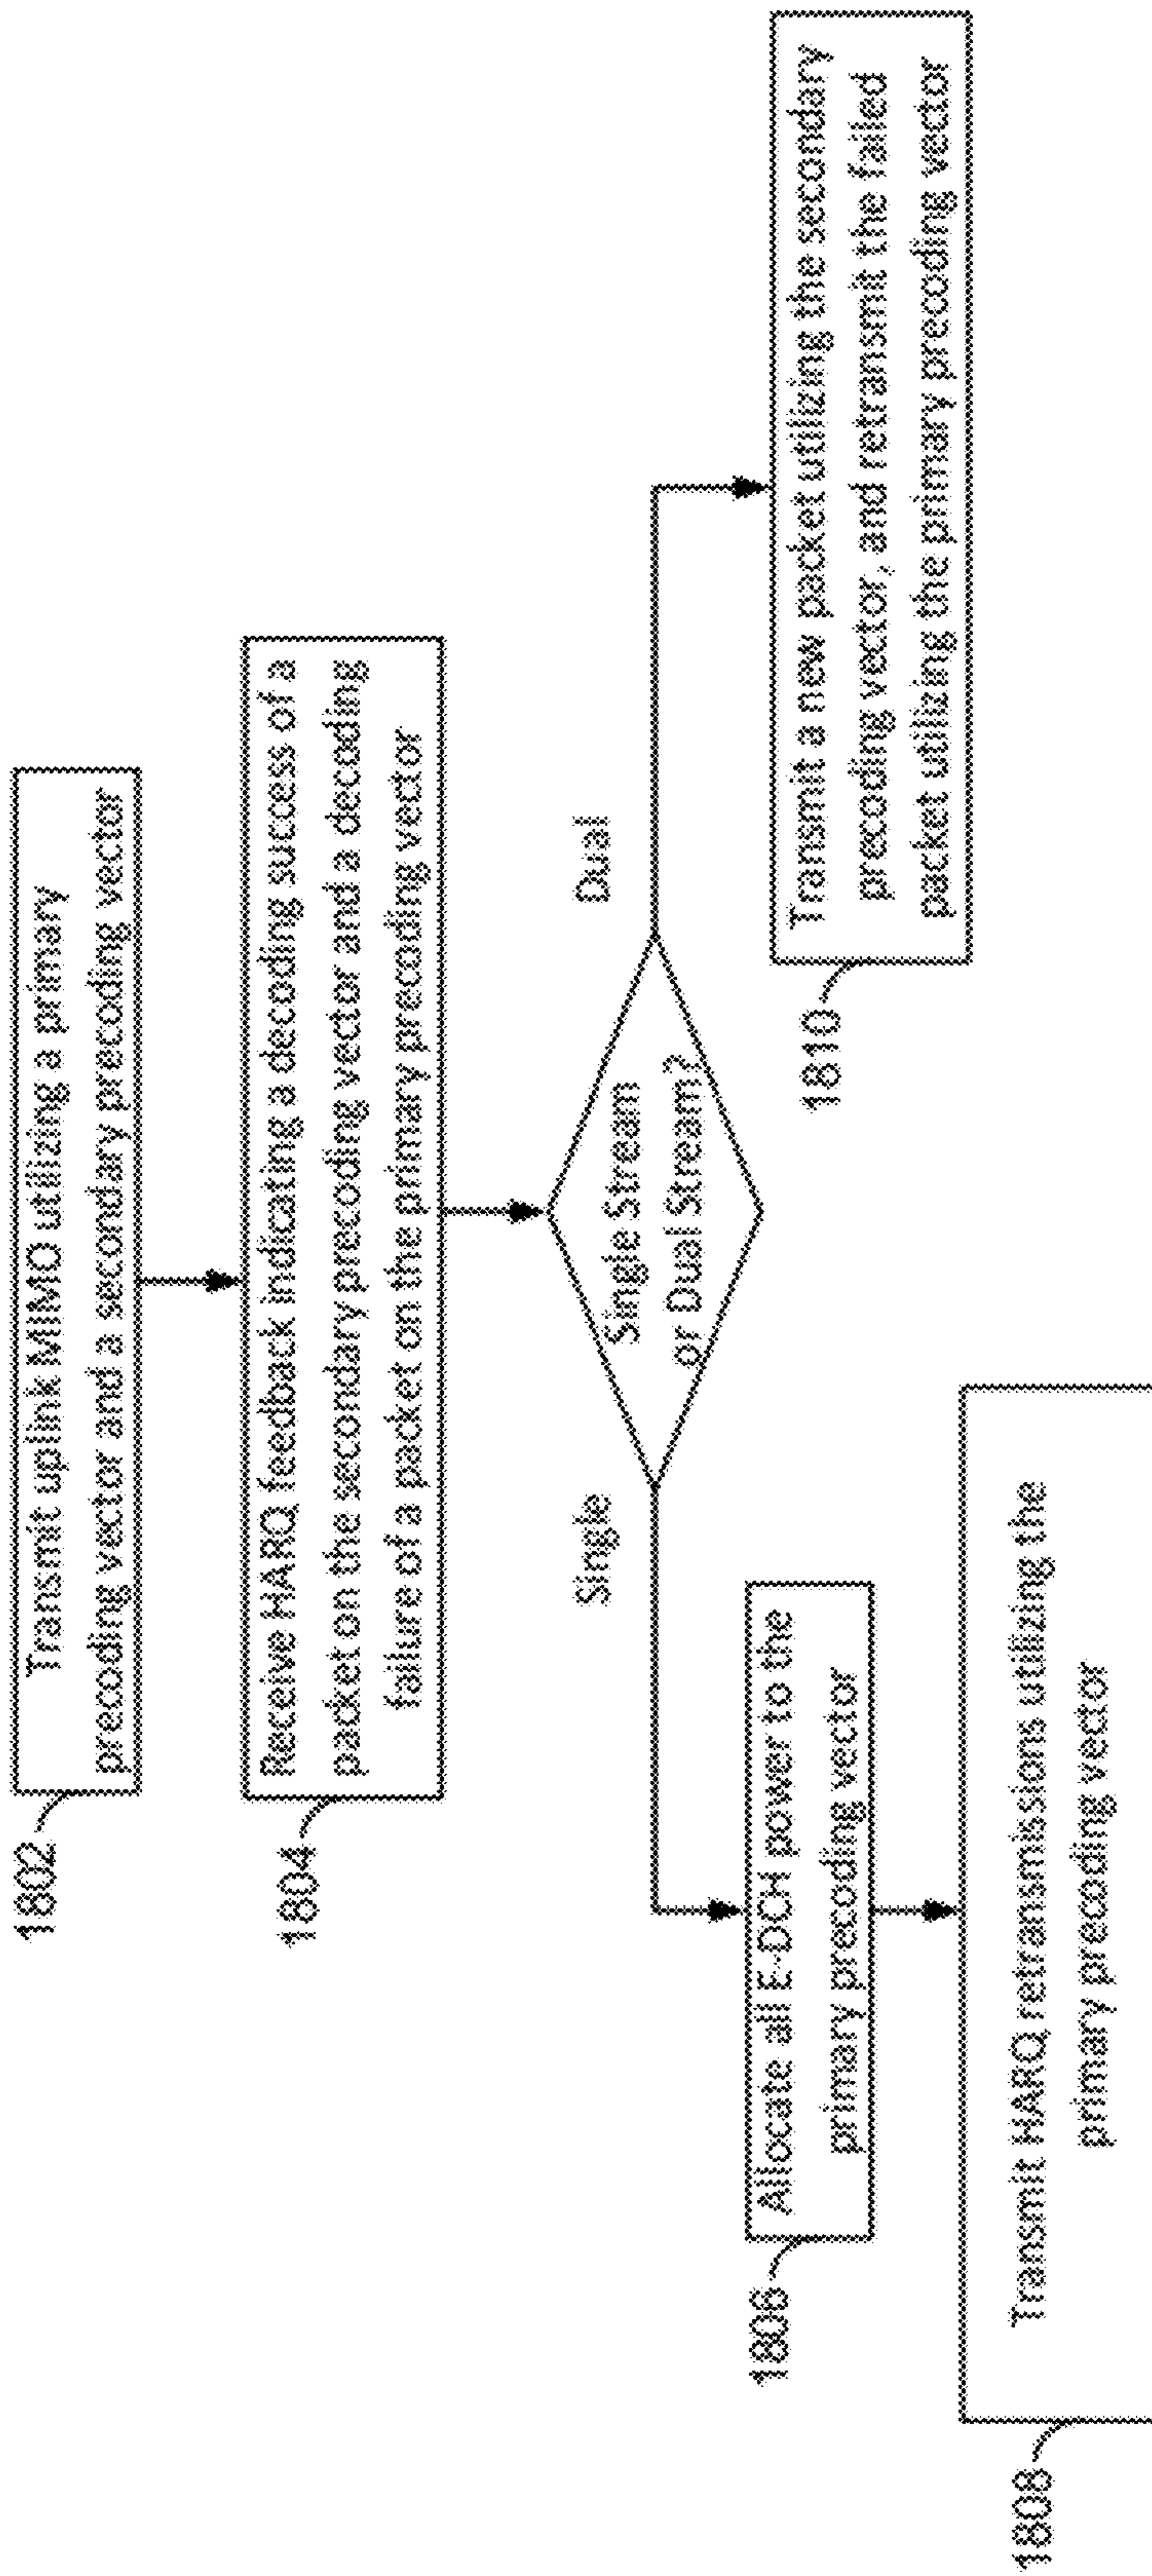 1802
Transmit uplink MIMO utilizing a primary
precoding vector and a secondary precoding vector
1804
Receive HARQ feedback indicating a decoding success of a
packet on the secondary precoding vector and a decoding
failure of a packet on the primary precoding vector
Single Stream
or Dual Stream?
Single
Dual
1806
Allocate all E-DCH power to the
primary precoding vector
1808
Transmit HARQ retransmissions utilizing the
primary precoding vector
1810
Transmit a new packet utilizing the secondary
precoding vector, and retransmit the failed
packet utilizing the primary precoding vector